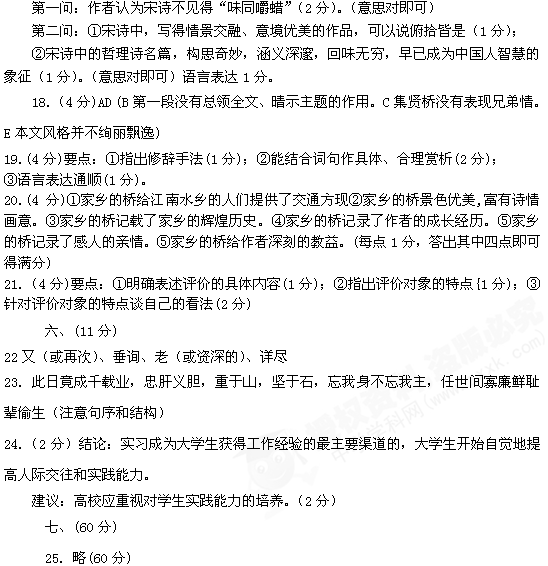 第一问：作者认为宋诗不见得“味同嚼蜡”（2分）。（意思对即可）
第二问：①宋诗中，写得情景交融、意境优美的作品，可以说俯拾皆是（1分）；
②宋诗中的哲理诗名篇，构思奇妙，涵义深邃，回味无穷，早已成为中国人智慧的
象征（1分）。（意思对即可）语言表达1分。
18．（4分）AD（B第一段没有总领全文、暗示主题的作用。C集贤桥没有表现兄弟情。
E本文风格并不绚丽飘逸)
19.(4分)要点：①指出修辞手法(1分)；②能结合词句作具体、合理赏析(2分)；
③语言表达通顺(1分)。
20.(4分)①家乡的桥给江南水乡的人们提供了交通方现②家乡的桥景色优美,富有诗情
画意。③家乡的桥记载了家乡的辉煌历史。④家乡的桥记录了作者的成长经历。⑤家乡
的桥记录了感人的亲情。⑤家乡的桥给作者深刻的教益。(每点1分，答出其中四点即可
得满分)
21．(4分)要点：①明确表述评价的具体内容(1分)；②指出评价对象的特点{1分)；③
针对评价对象的特点谈自己的看法(2分)
六、(11分)
22又（或再次）、垂询、老（或资深的）、详尽
23．此日竟成千载业，忠肝义胆，重于山，坚于石，忘我身不忘我主，任世间寡廉鲜耻
辈偷生（注意句序和结构）
24．（2分）结论：实习成为大学生获得工作经验的最主要渠道的，大学生开始自觉地提
高人际交往和实践能力。
建议：高校应重视对学生实践能力的培养。（2分）
七、(60分)
25．略(60分)